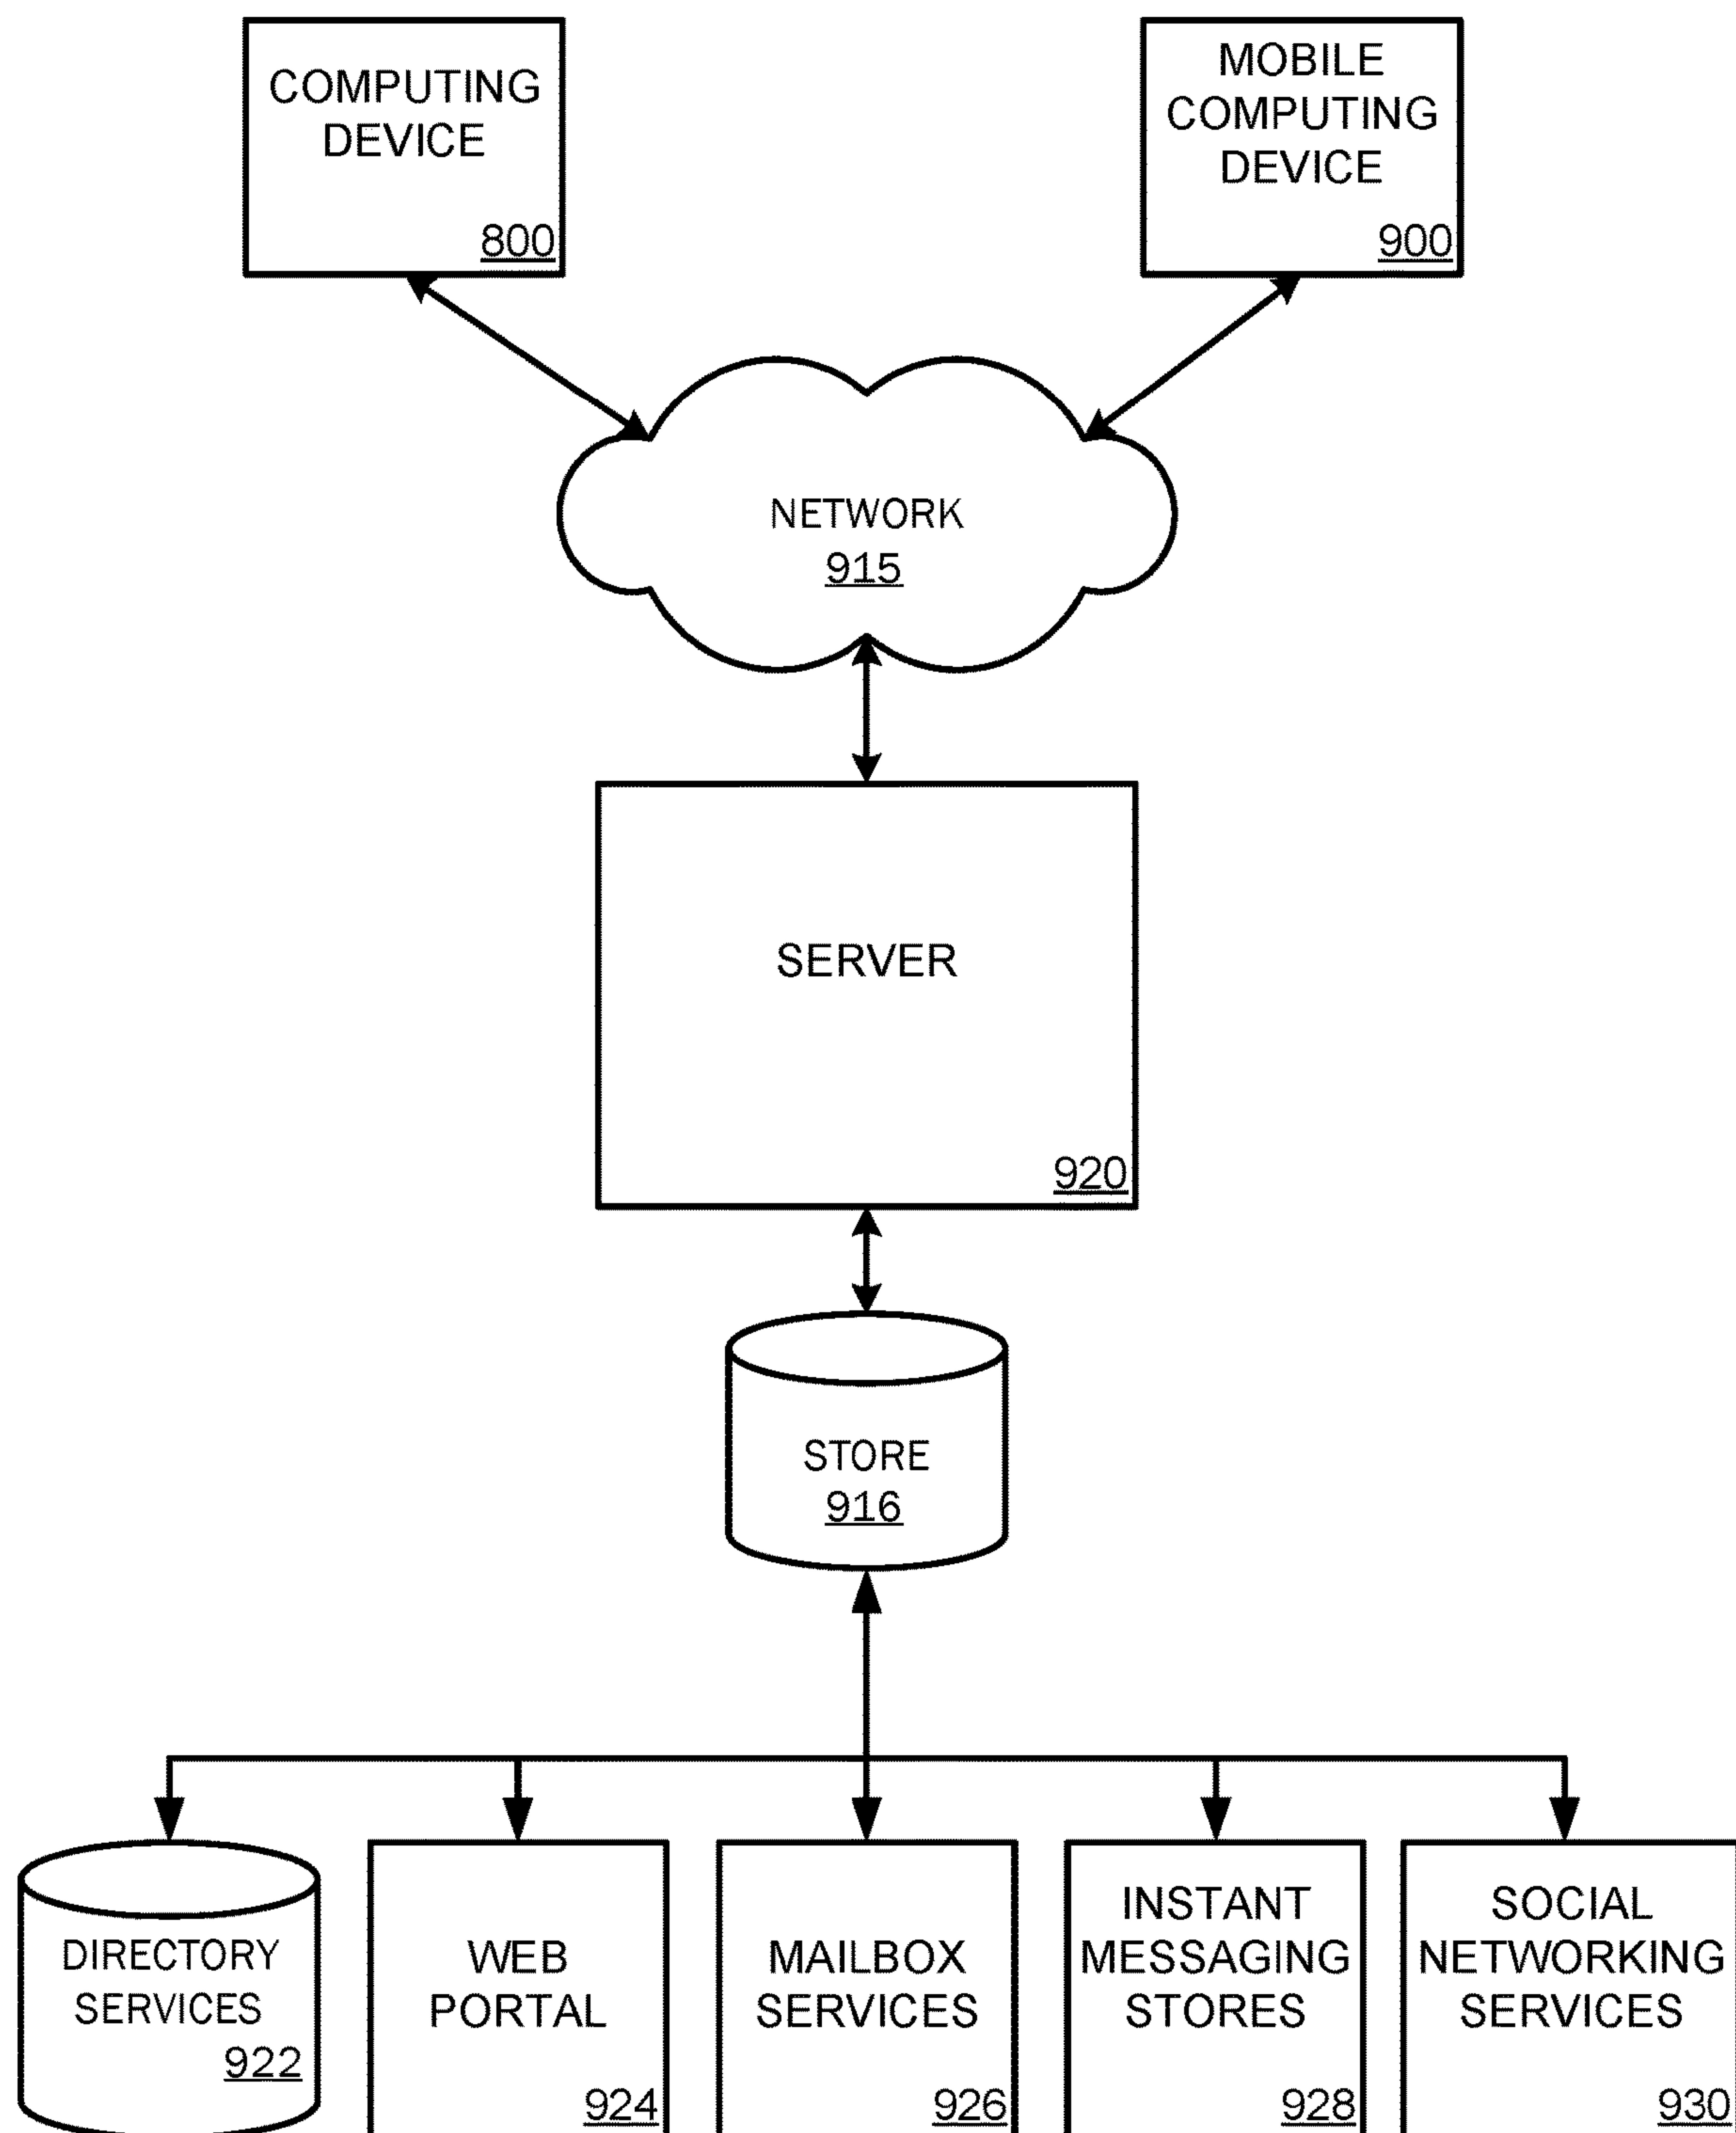 COMPUTING
DEVICE
800
MOBILE
COMPUTING
DEVICE
900
NETWORK
915
SERVER
920
STORE
916
DIRECTORY
SERVICES
922
WEB
PORTAL
924
MAILBOX
SERVICES
926
INSTANT
MESSAGING
STORES
928
SOCIAL
NETWORKING
SERVICES
930